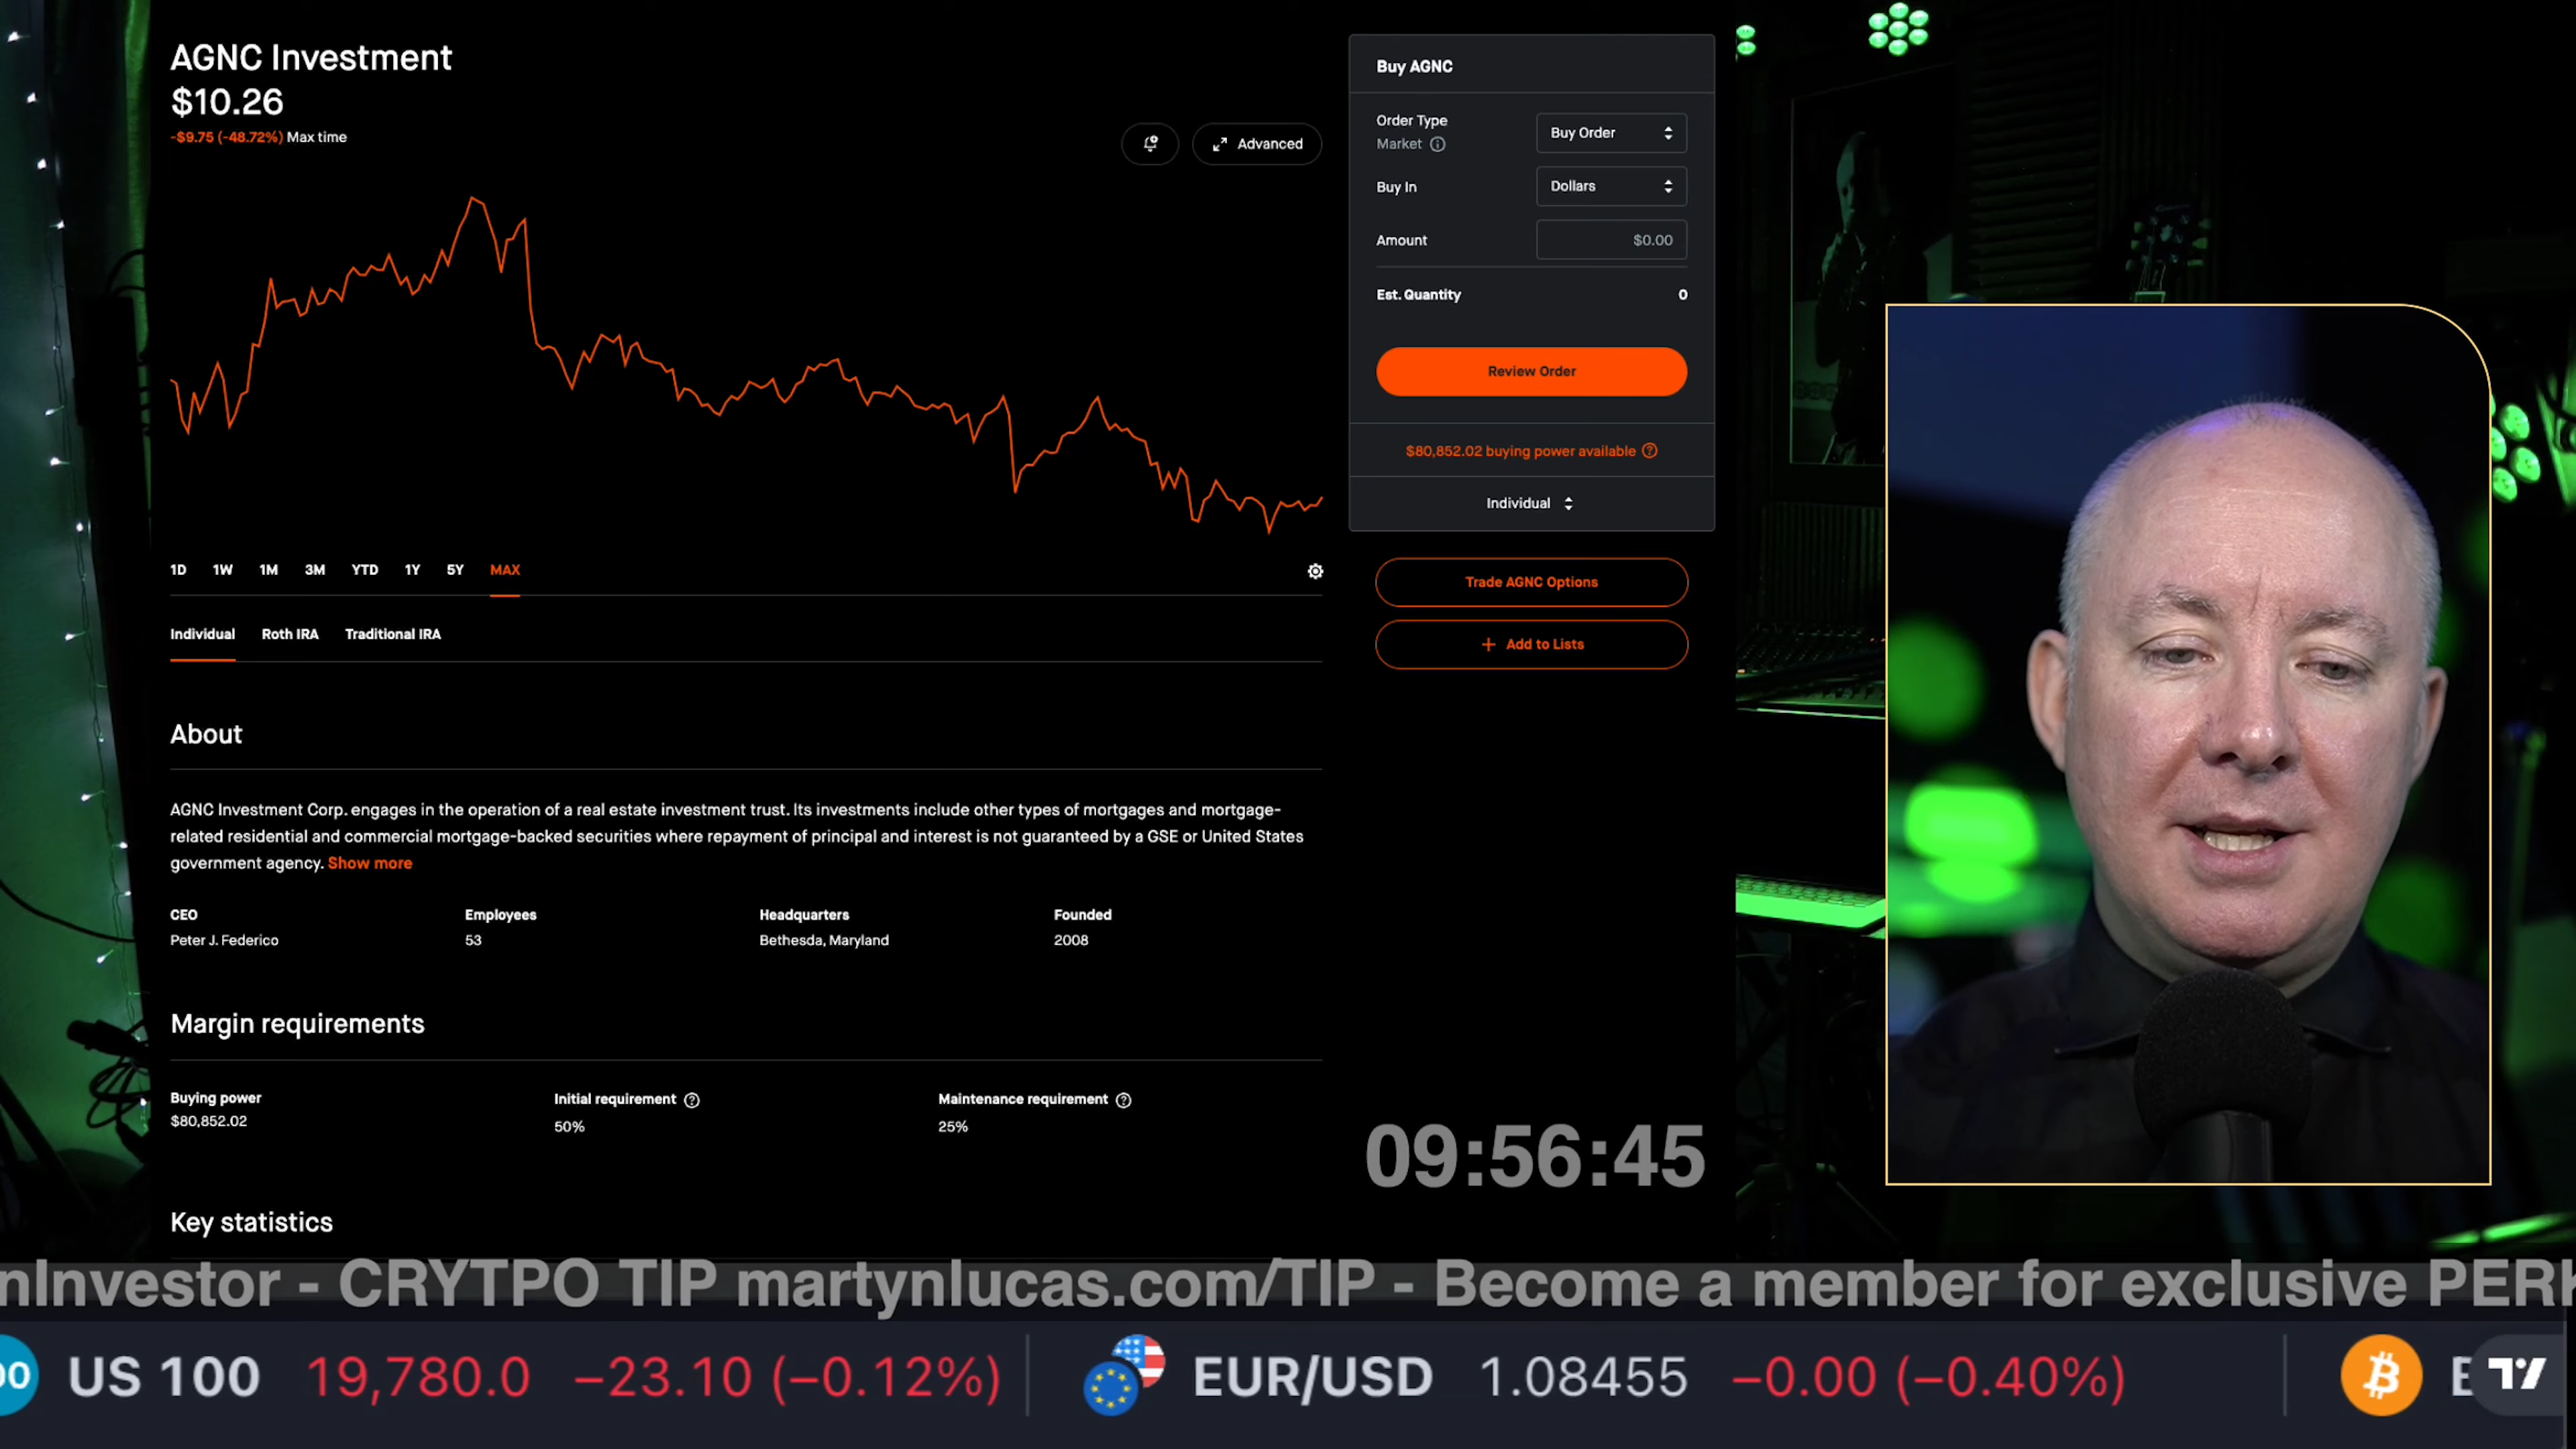 AGNC Investment
$10.26
-$9.75 (-48.72%) Max time
Advanced
1D 1W 1M 3M YTD 1Y 5Y MAX
Individual Roth IRA Traditional IRA
About
AGNC Investment Corp. engages in the operation of a real estate investment trust. Its investments include other types of mortgages and mortgage-
related residential and commercial mortgage-backed securities where repayment of principal and interest is not guaranteed by a GSE or United States
government agency. Show more
CEO Employees Headquarters Founded
Peter J. Federico 53 Bethesda, Maryland 2008
Margin requirements
Buying power Initial requirement Maintenance requirement
$80,852.02 50% 25%
Key statistics
Buy AGNC
Order Type
Market
Buy Order
Buy In Dollars
Amount $0.00
Est. Quantity 0
Review Order
$80,852.02 buying power available
Individual
Trade AGNC Options
+ Add to Lists
09:56:45
nInvestor - CRYTPO TIP martynlucas.com/TIP - Become a member for exclusive PER
US 100 19,780.0 −23.10 (−0.12%) EUR/USD 1.08455 −0.00 (−0.40%)